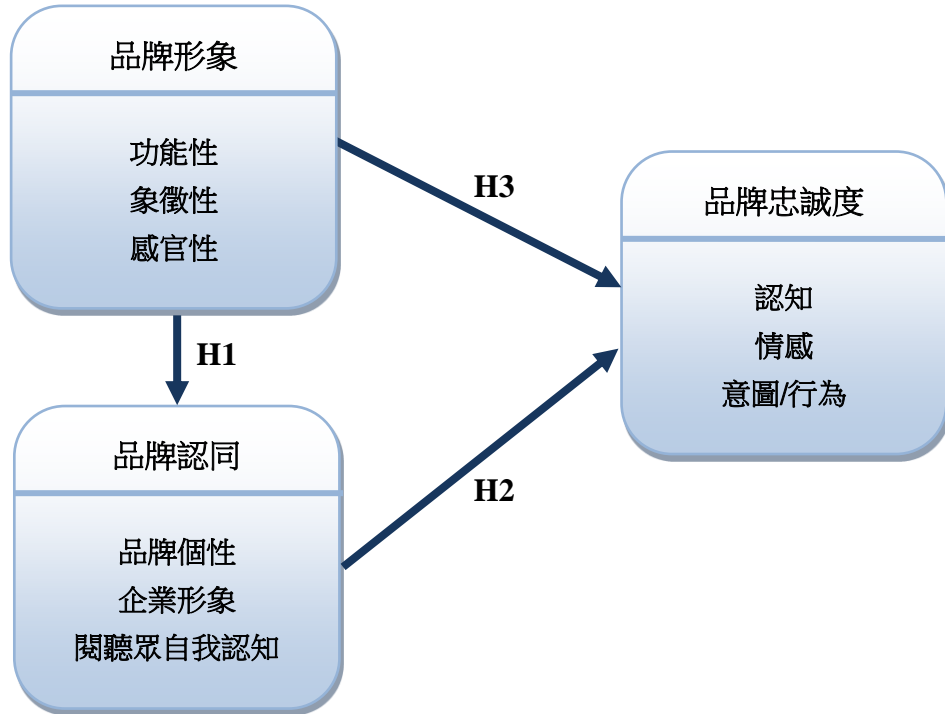 品牌形象
功能性
象徵性
感官性
H3
品牌忠誠度
認知
情感
意圖/行為
H1
品牌認同
品牌個性
企業形象
閱聽眾自我認知
H2